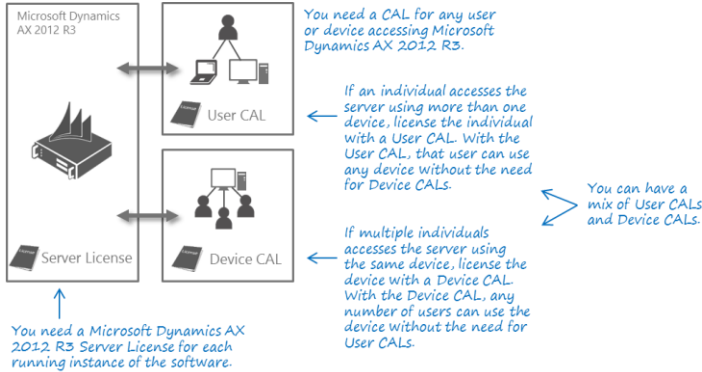 Microsoft Dynamics
AX 2012 R3
Server License
User CAL
Device CAL
You need a CAL for any user
or device accessing Microsoft
Dynamics AX 2012 R3.
If an individual accesses the
server using more than one
device, license the individual
with a User CAL. With the
User CAL, that user can use
any device without the need
for Device CALs.
You can have a
mix of User CALs
and Device CALs.
If multiple individuals
accesses the server using
the same device, license the
device with a Device CAL.
With the Device CAL, any
number of users can use the
device without the need for
User CALs.
You need a Microsoft Dynamics AX
2012 R3 Server License for each
running instance of the software.